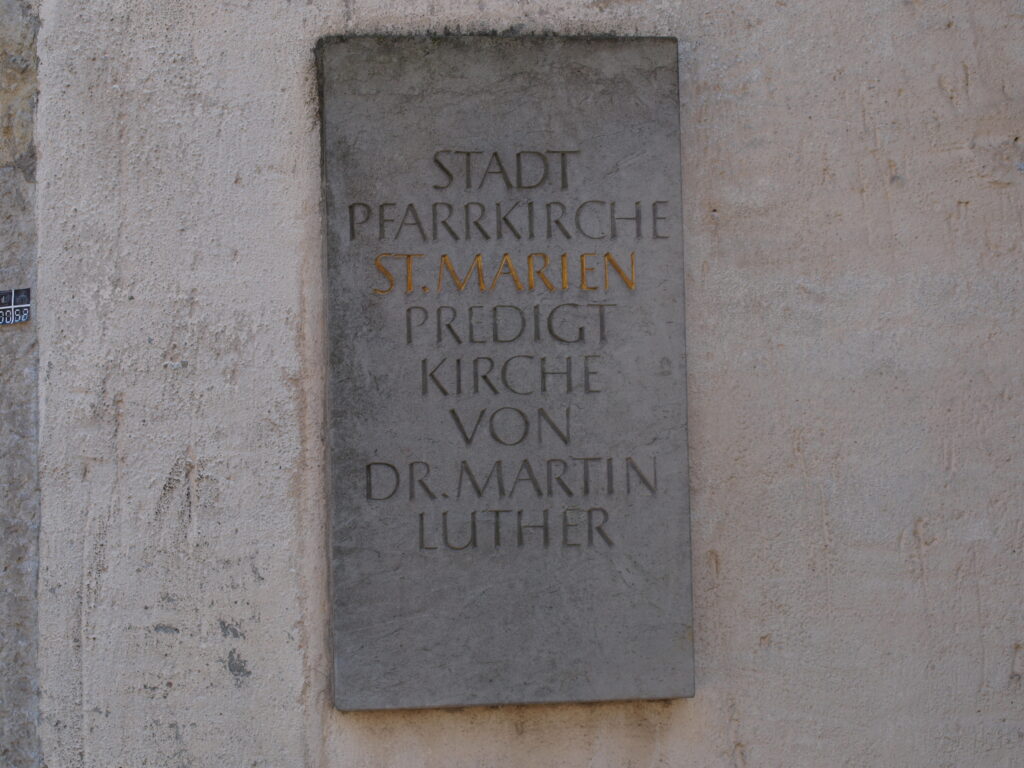 STADT
PFARRKIRCHE
ST. MARIEN
PREDIGT
KIRCHE
VON
DR. MARTIN
LUTHER